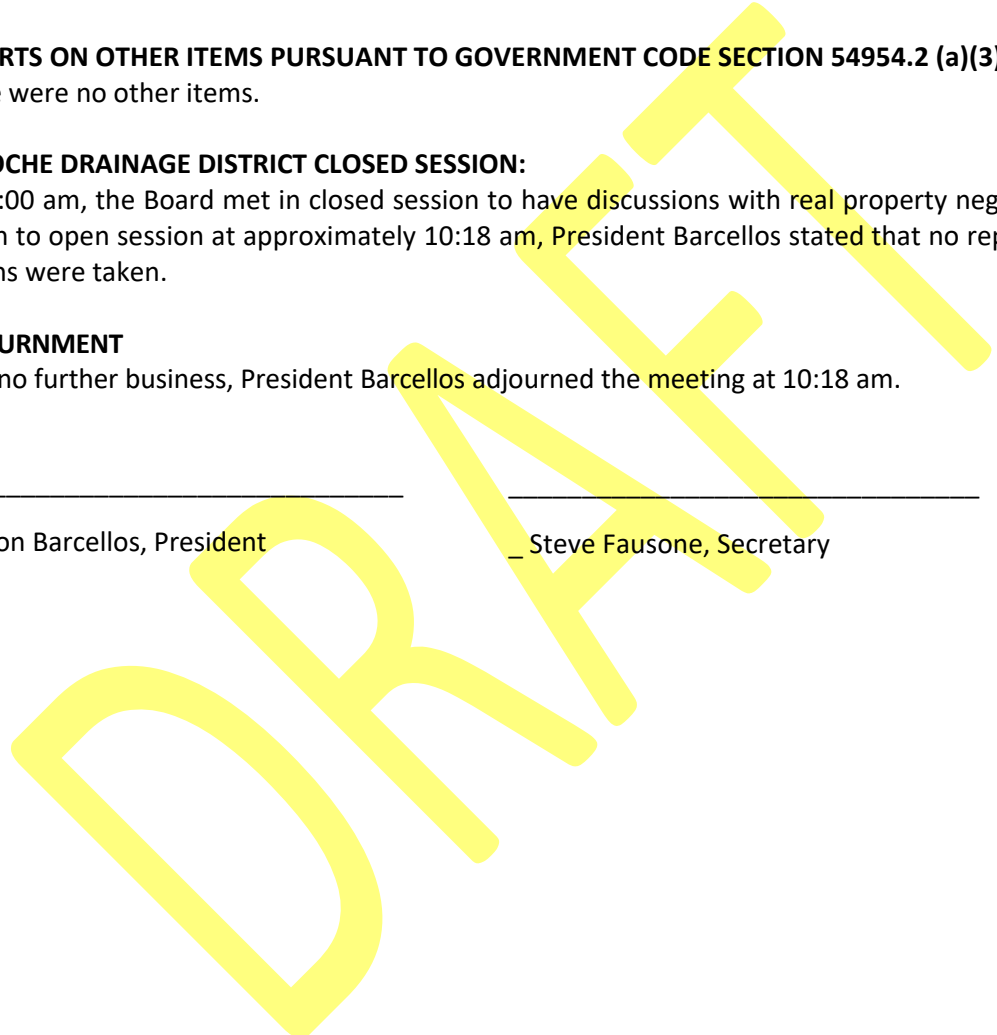 RTS ON OTHER ITEMS PURSUANT TO GOVERNMENT CODE SECTION 54954.2 (a)(3)
e were no other items.
OCHE DRAINAGE DISTRICT CLOSED SESSION:
:00 am, the Board met in closed session to have discussions with real property neg
n to open session at approximately 10:18 am, President Barcellos stated that no rep
ns were taken.
URNMENT
no further business, President Barcellos adjourned the meeting at 10:18 am.
on Barcellos, President
_ Steve Fausone, Secretary
DRAFT